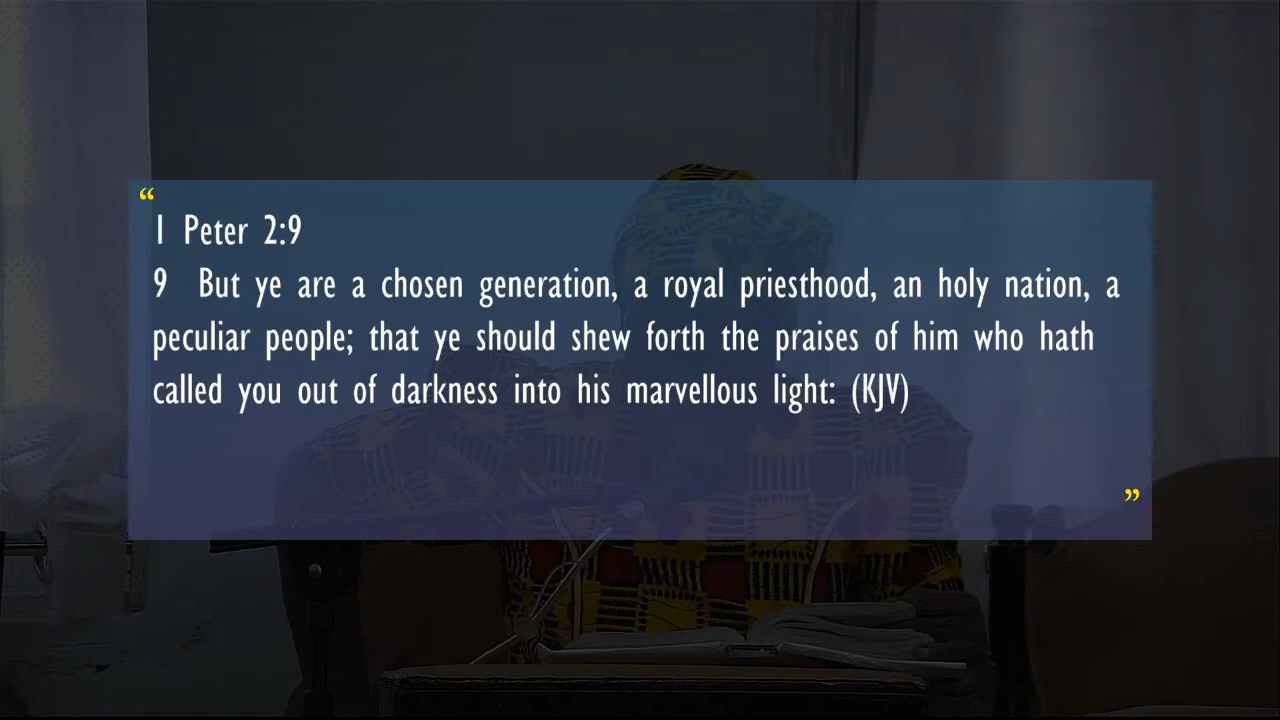 “
1 Peter 2:9
9 But ye are a chosen generation, a royal priesthood, an holy nation, a
peculiar people; that ye should shew forth the praises of him who hath
called you out of darkness into his marvellous light: (KJV)
”